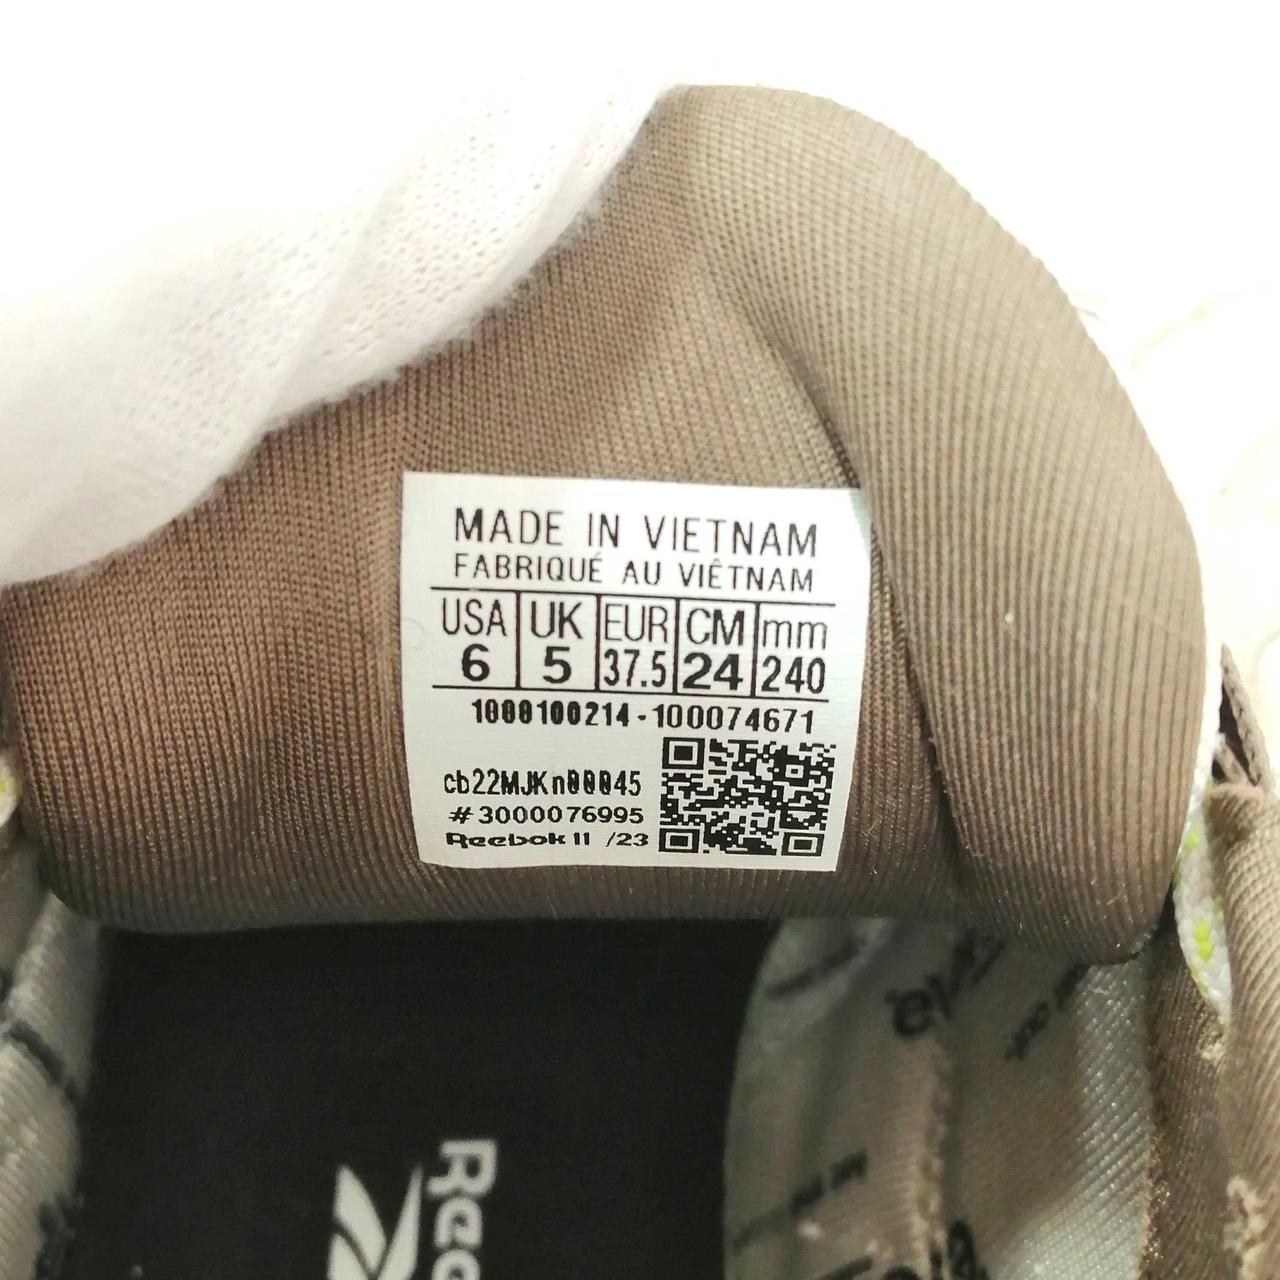 MADE IN VIETNAM
FABRIQUÉ AU VIÊTNAM
USA UK EUR CM mm
6 5 37.5 24 240
1000100214-100074671
cb22MJKn00045
#3000076995
Reebok 11 /23
Ree